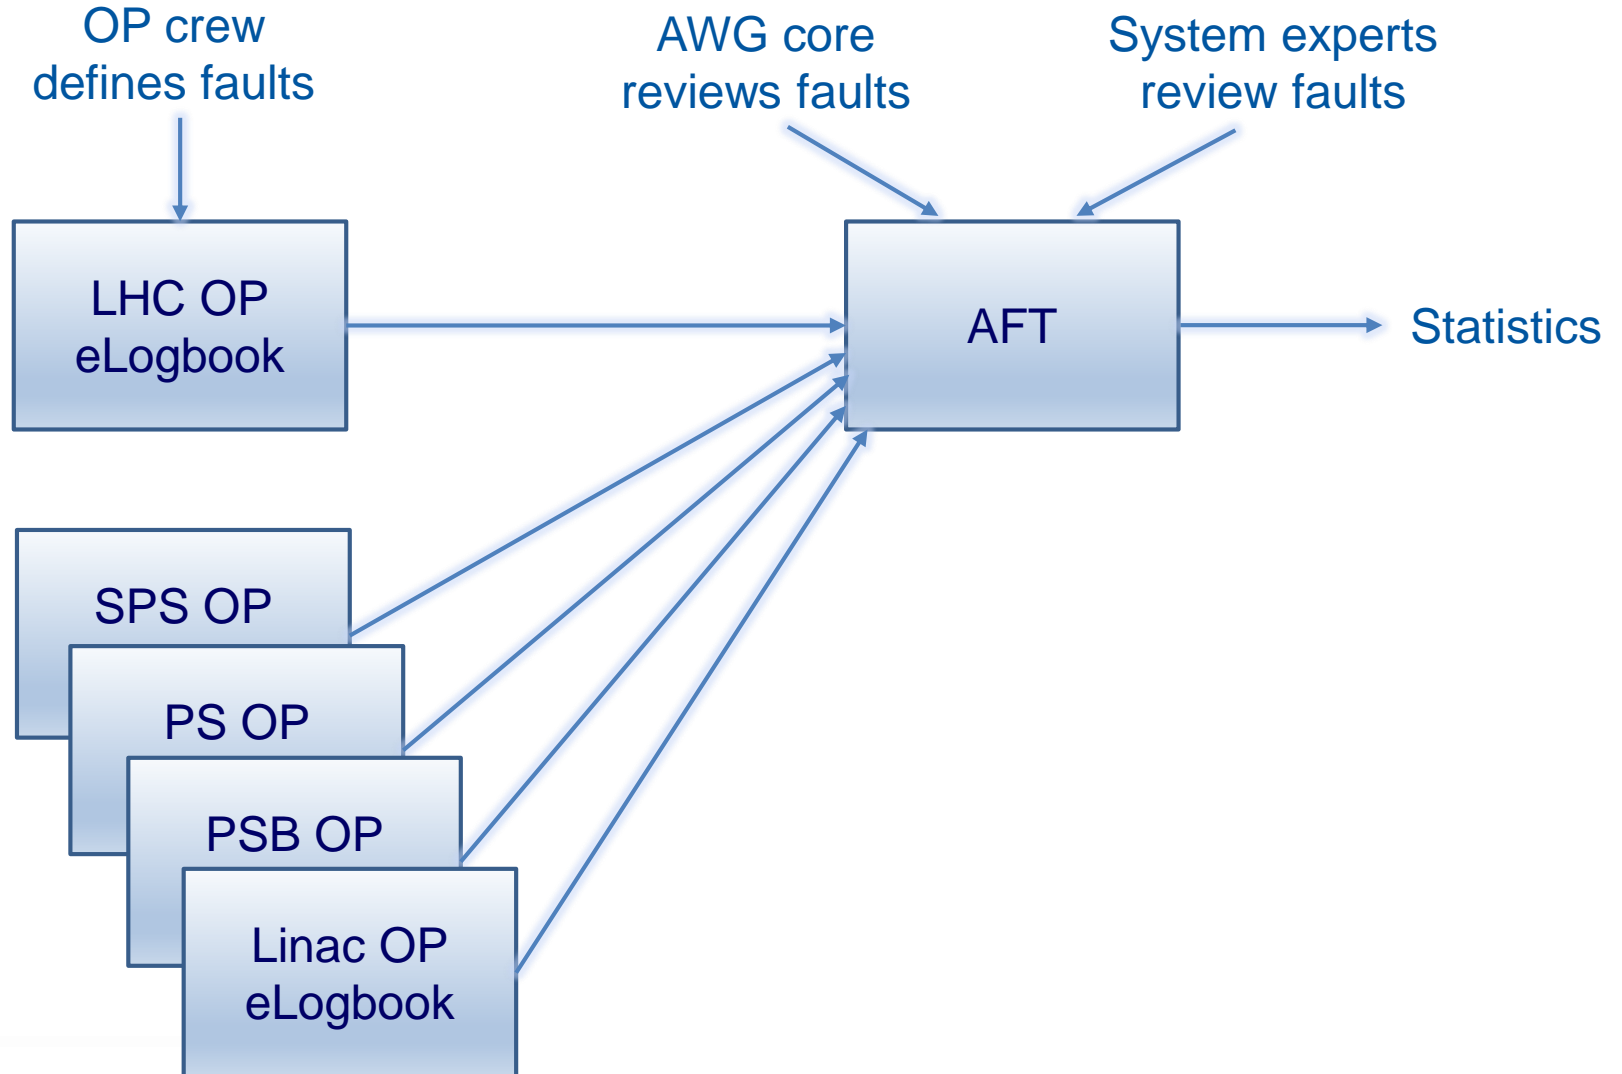 OP crew
defines faults
AWG core
reviews faults
System experts
review faults
LHC OP
eLogbook
AFT
Statistics
SPS OP
PS OP
PSB OP
Linac OP
eLogbook